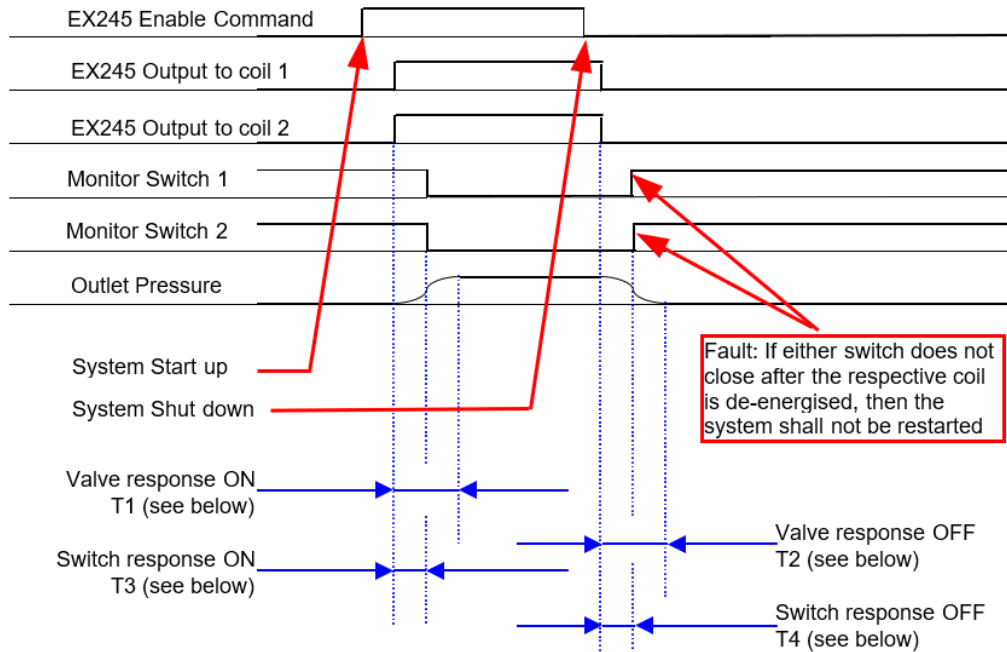 EX245 Enable Command
EX245 Output to coil 1
EX245 Output to coil 2
Monitor Switch 1
Monitor Switch 2
Outlet Pressure
System Start up
System Shut down
Fault: If either switch does not
close after the respective coil
is de-energised, then the
system shall not be restarted
Valve response ON
T1 (see below)
Switch response ON
T3 (see below)
Valve response OFF
T2 (see below)
Switch response OFF
T4 (see below)